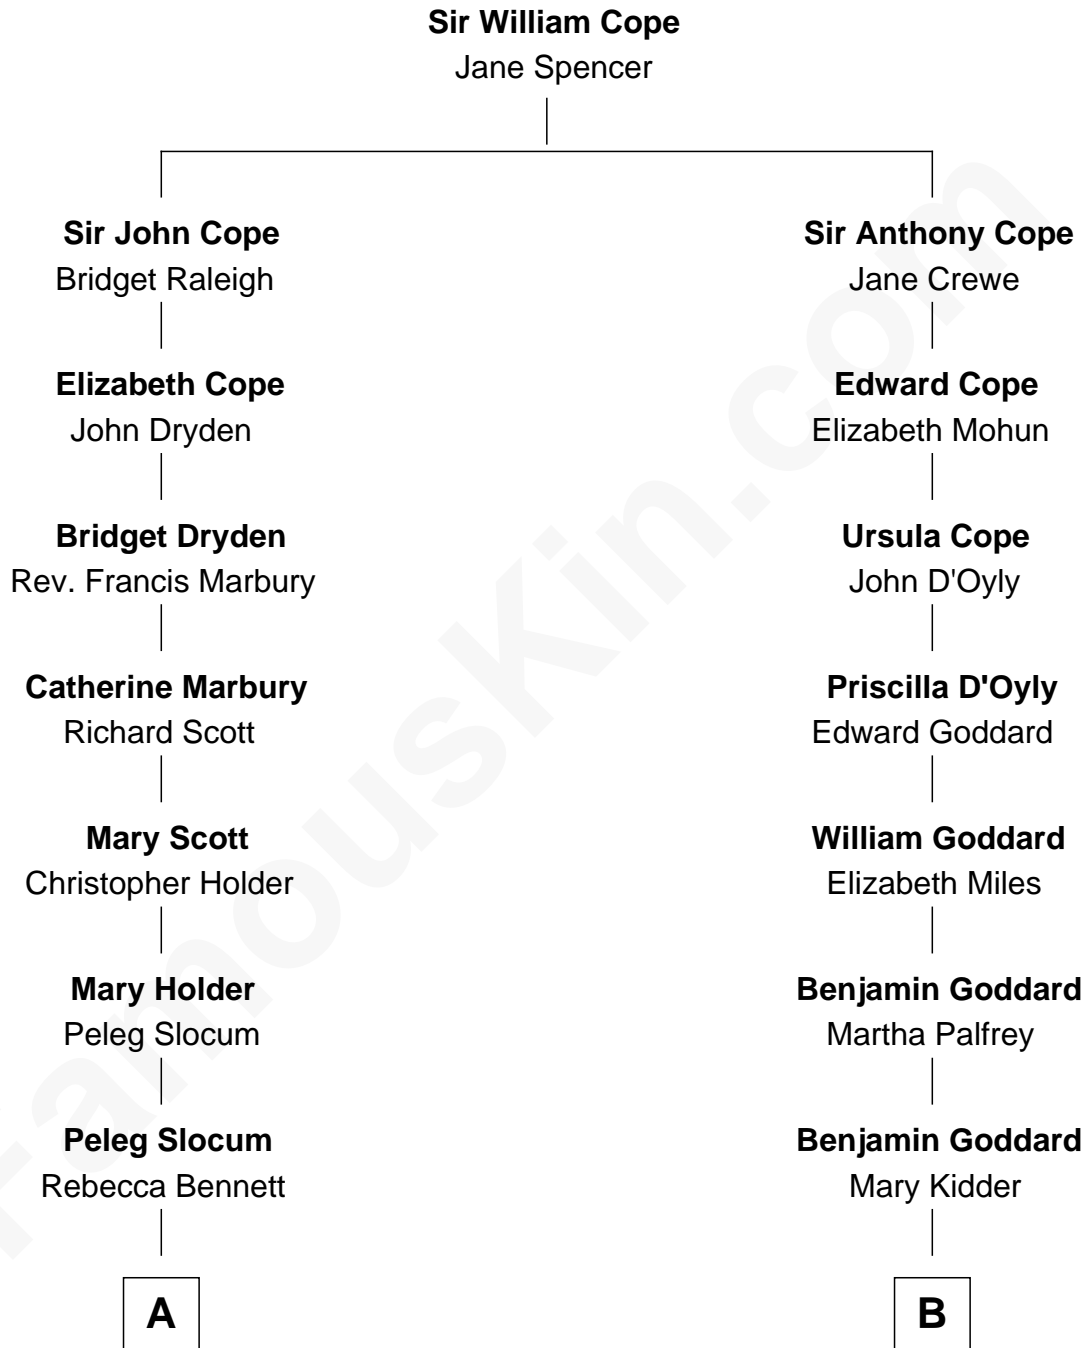 Sir William Cope
Jane Spencer
Sir John Cope
Bridget Raleigh
Elizabeth Cope
John Dryden
Bridget Dryden
Rev. Francis Marbury
Catherine Marbury
Richard Scott
Mary Scott
Christopher Holder
Mary Holder
Peleg Slocum
Peleg Slocum
Rebecca Bennett
A
Sir Anthony Cope
Jane Crewe
Edward Cope
Elizabeth Mohun
Ursula Cope
John D'Oyly
Priscilla D'Oyly
Edward Goddard
William Goddard
Elizabeth Miles
Benjamin Goddard
Martha Palfrey
Benjamin Goddard
Mary Kidder
B
FamousKin.com